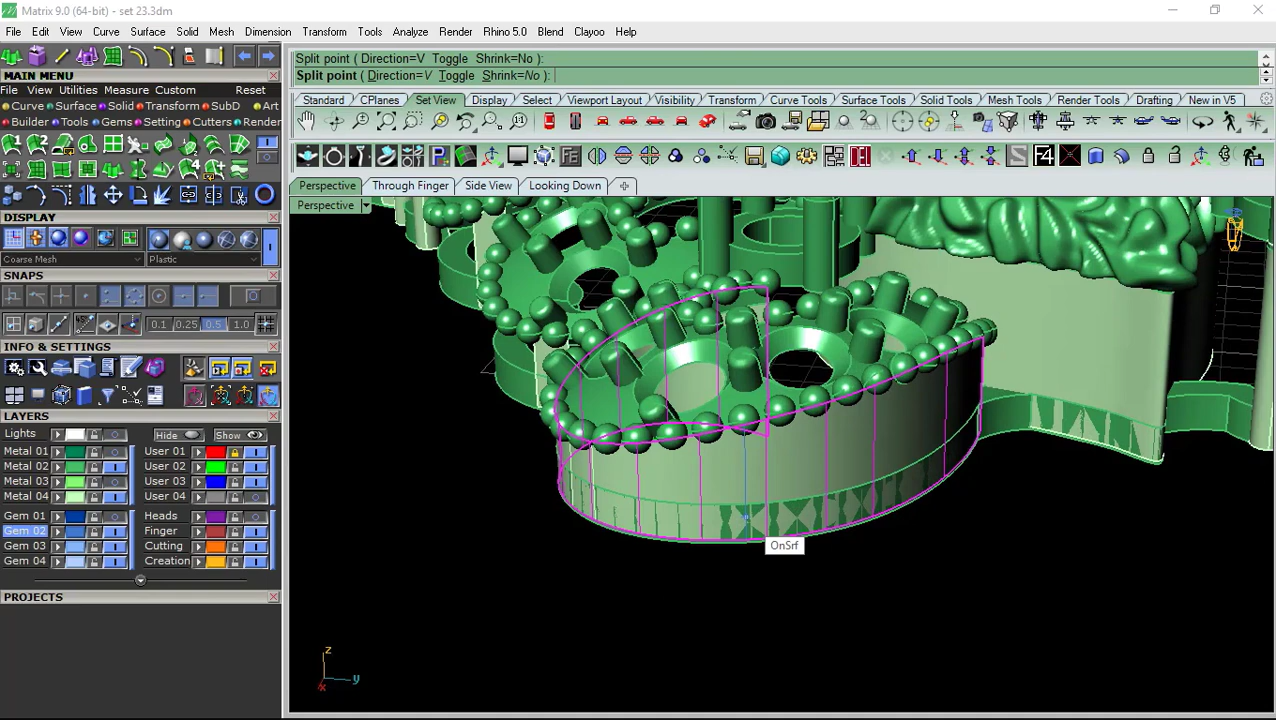 Matrix 9.0 (64-bit) - set 23.3dm
File Edit View Curve Surface Solid Mesh Dimension Transform Tools Analyze Render Rhino 5.0 Blend Clayoo Help
Split point ( Direction=V Toggle Shrink=No ):
Split point ( Direction=V Toggle Shrink=No ):
MAIN MENU
File View Utilities Measure Custom Reset
Curve Surface Solid Transform SubD Art
Builder Tools Gems Setting Cutters Render
Standard CPlanes Set View Display Select Viewport Layout Visibility Transform Curve Tools Surface Tools Solid Tools Mesh Tools Render Tools Drafting New in V5
Perspective Through Finger Side View Looking Down
Perspective
DISPLAY
Coarse Mesh Plastic
SNAPS
0.1 0.25 0.5 1.0
INFO & SETTINGS
LAYERS
Lights Hide Show
Metal 01 User 01
Metal 02 User 02
Metal 03 User 03
Metal 04 User 04
Gem 01 Heads
Gem 02 Finger
Gem 03 Cutting
Gem 04 Creation
PROJECTS
OnSrf
z
y
x